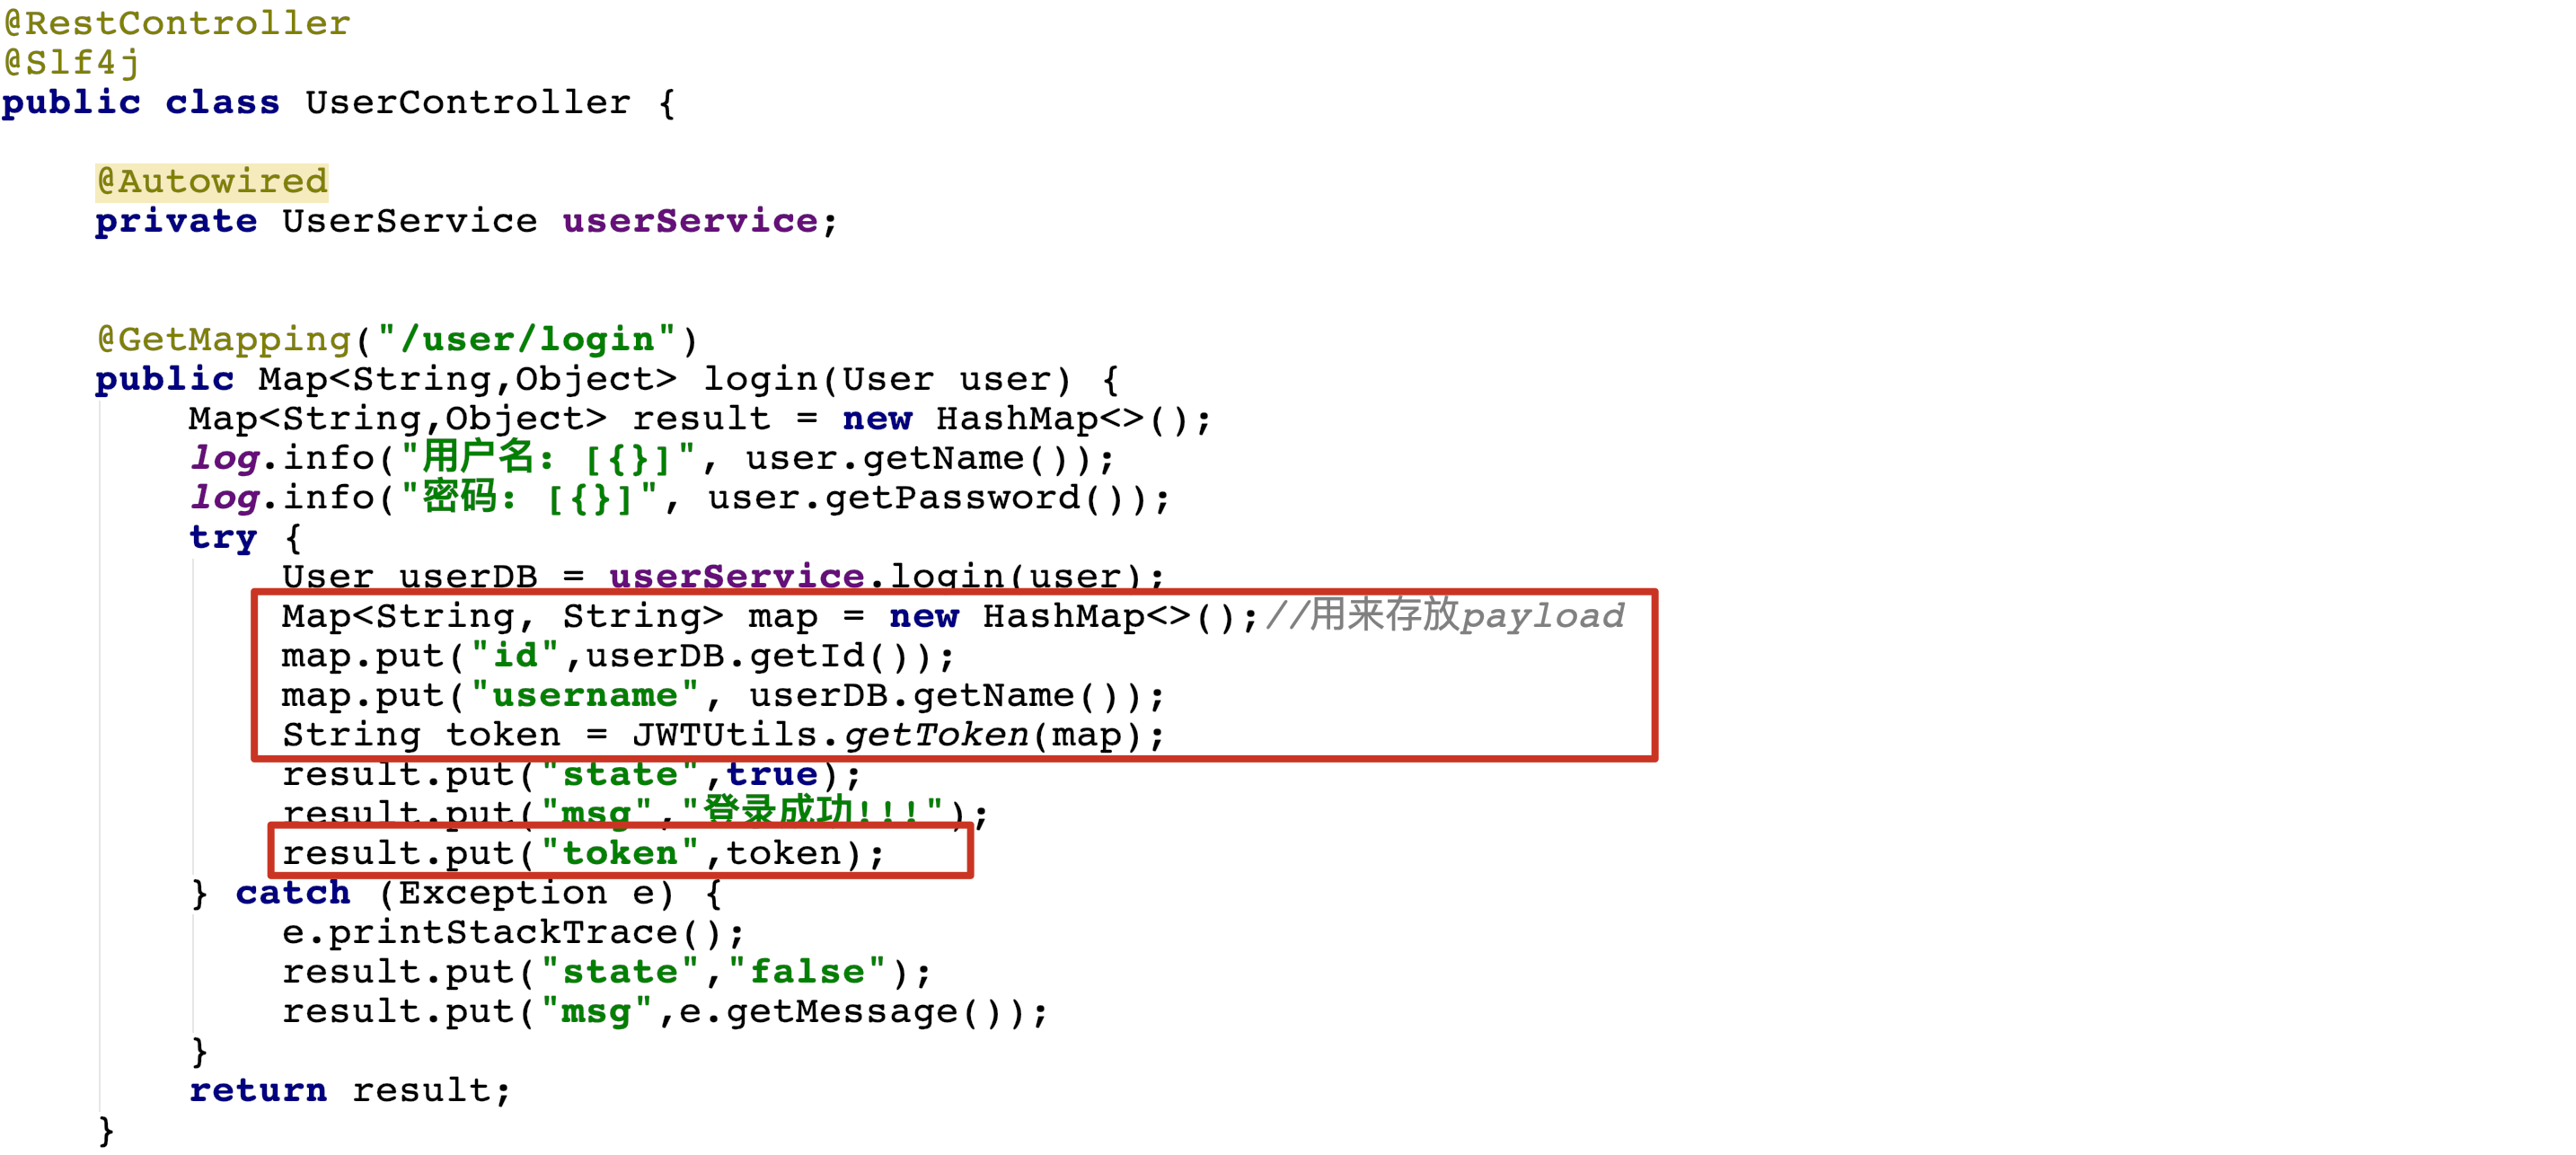 @RestController
@Slf4j
public class UserController {
@Autowired
private UserService userService;
@GetMapping("/user/login")
public Map<String,Object> login(User user) {
Map<String,Object> result = new HashMap<>();
log.info("用户名: [{}]", user.getName());
log.info("密码: [{}]", user.getPassword());
try {
User userDB = userService.login(user);
Map<String, String> map = new HashMap<>();//用来存放payload
map.put("id",userDB.getId());
map.put("username", userDB.getName());
String token = JWTUtils.getToken(map);
result.put("state",true);
result.put("msg","登录成功!!!");
result.put("token",token);
} catch (Exception e) {
e.printStackTrace();
result.put("state","false");
result.put("msg",e.getMessage());
}
return result;
}